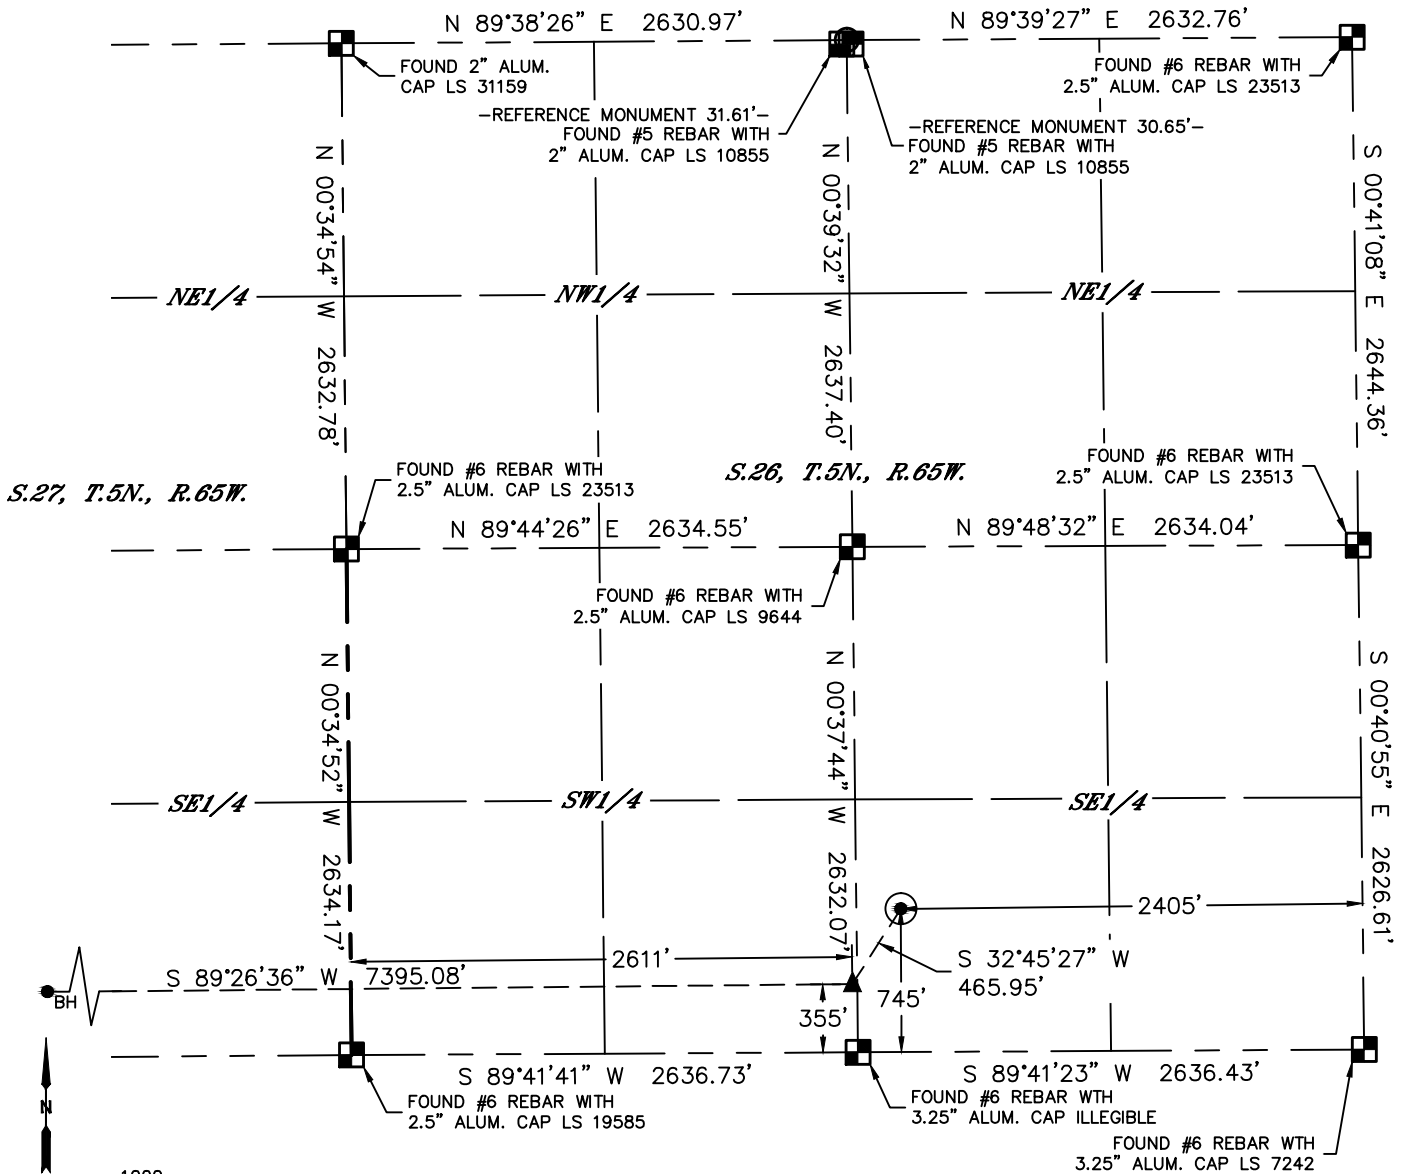 N 89°38'26" E 2630.97'
N 89°39'27" E 2632.76'
FOUND 2" ALUM.
CAP LS 31159
FOUND #6 REBAR WITH
2.5" ALUM. CAP LS 23513
-REFERENCE MONUMENT 31.61'-
FOUND #5 REBAR WITH
2" ALUM. CAP LS 10855
-REFERENCE MONUMENT 30.65'-
FOUND #5 REBAR WITH
2" ALUM. CAP LS 10855
N 00°34'54" W 2632.78'
N 00°39'32" W 2637.40'
S 00°41'08" E 2644.36'
NE1/4
NW1/4
NE1/4
S.27, T.5N., R.65W.
FOUND #6 REBAR WITH
2.5" ALUM. CAP LS 23513
S.26, T.5N., R.65W.
FOUND #6 REBAR WITH
2.5" ALUM. CAP LS 23513
N 89°44'26" E 2634.55'
N 89°48'32" E 2634.04'
FOUND #6 REBAR WITH
2.5" ALUM. CAP LS 9644
N 00°34'52" W 2634.17'
N 00°37'44" W 2632.07'
S 00°40'55" E 2626.61'
SE1/4
SW1/4
SE1/4
2405'
2611'
S 32°45'27" W
465.95'
S 89°26'36" W 7395.08'
BH
745'
355'
S 89°41'41" W 2636.73'
S 89°41'23" W 2636.43'
FOUND #6 REBAR WITH
2.5" ALUM. CAP LS 19585
FOUND #6 REBAR WTH
3.25" ALUM. CAP ILLEGIBLE
N
FOUND #6 REBAR WTH
3.25" ALUM. CAP LS 7242